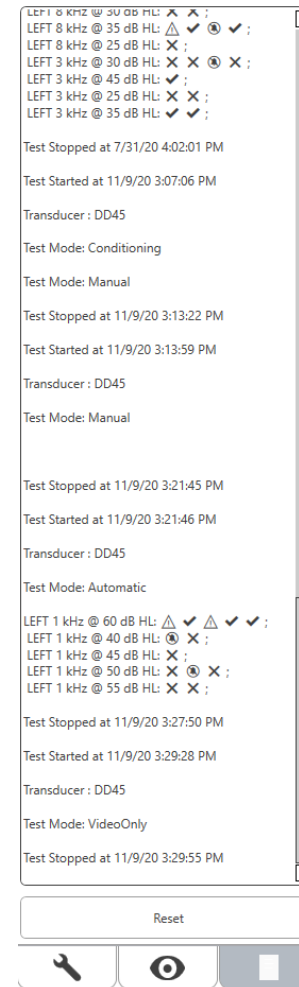 LEFT 8 kHz @ 30 dB HL: ✕ ✕ ;
LEFT 8 kHz @ 35 dB HL: ⚠ ✔ 🔕 ✔ ;
LEFT 8 kHz @ 25 dB HL: ✕ ;
LEFT 3 kHz @ 30 dB HL: ✕ ✕ 🔕 ✕ ;
LEFT 3 kHz @ 45 dB HL: ✔ ;
LEFT 3 kHz @ 25 dB HL: ✕ ✕ ;
LEFT 3 kHz @ 35 dB HL: ✔ ✔ ;
Test Stopped at 7/31/20 4:02:01 PM
Test Started at 11/9/20 3:07:06 PM
Transducer : DD45
Test Mode: Conditioning
Test Mode: Manual
Test Stopped at 11/9/20 3:13:22 PM
Test Started at 11/9/20 3:13:59 PM
Transducer : DD45
Test Mode: Manual
Test Stopped at 11/9/20 3:21:45 PM
Test Started at 11/9/20 3:21:46 PM
Transducer : DD45
Test Mode: Automatic
LEFT 1 kHz @ 60 dB HL: ⚠ ✔ ⚠ ✔ ✔ ;
LEFT 1 kHz @ 40 dB HL: 🔕 ✕ ;
LEFT 1 kHz @ 45 dB HL: ✕ ;
LEFT 1 kHz @ 50 dB HL: ✕ 🔕 ✕ ;
LEFT 1 kHz @ 55 dB HL: ✕ ✕ ;
Test Stopped at 11/9/20 3:27:50 PM
Test Started at 11/9/20 3:29:28 PM
Transducer : DD45
Test Mode: VideoOnly
Test Stopped at 11/9/20 3:29:55 PM
Reset